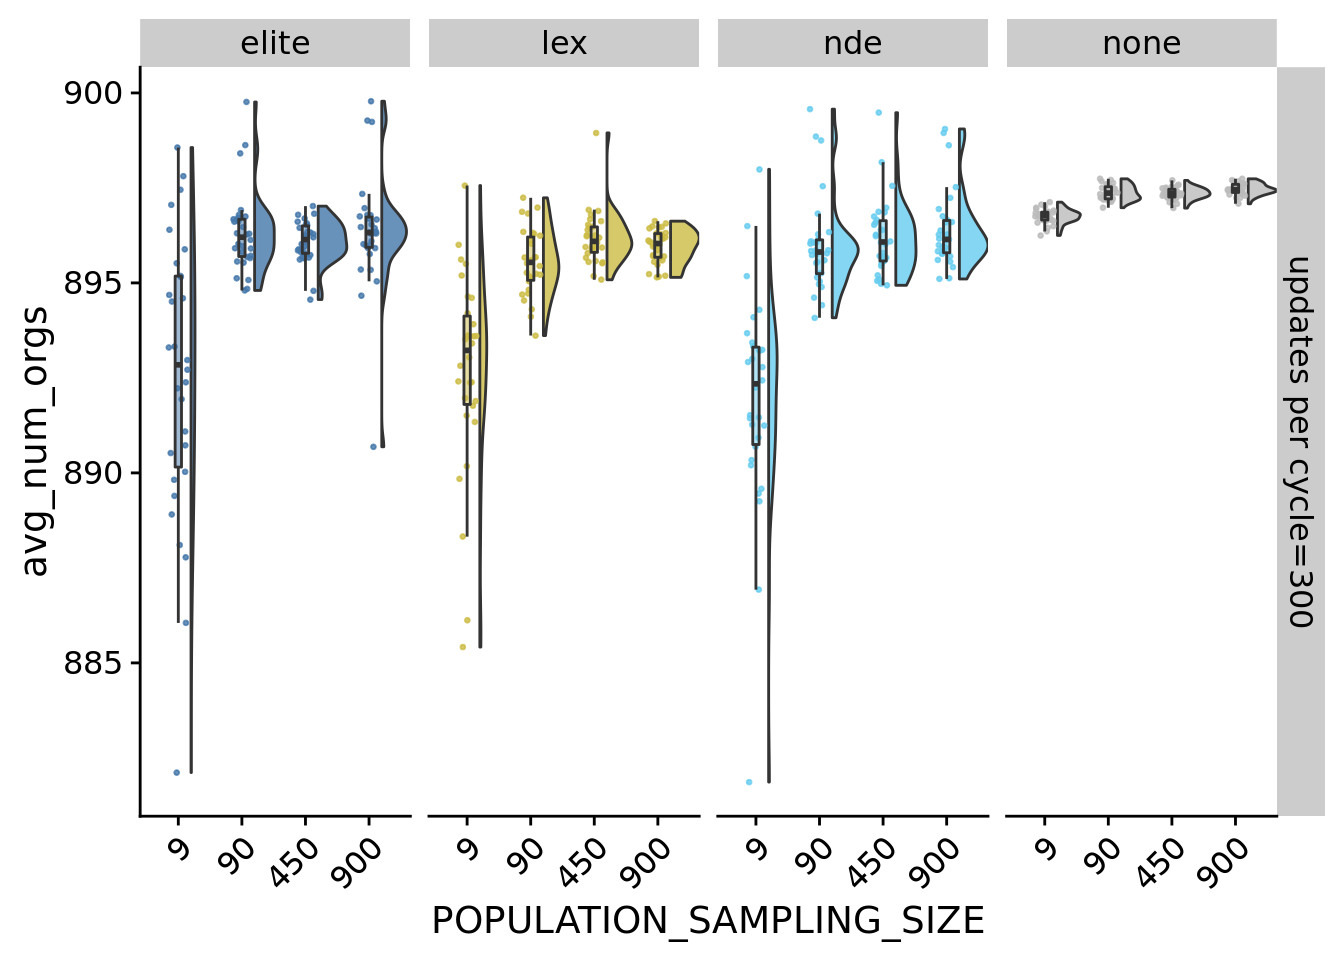 elite lex nde none
900
895
890
885
avg_num_orgs
updates per cycle=300
9 90 450 900 9 90 450 900 9 90 450 900 9 90 450 900
POPULATION_SAMPLING_SIZE